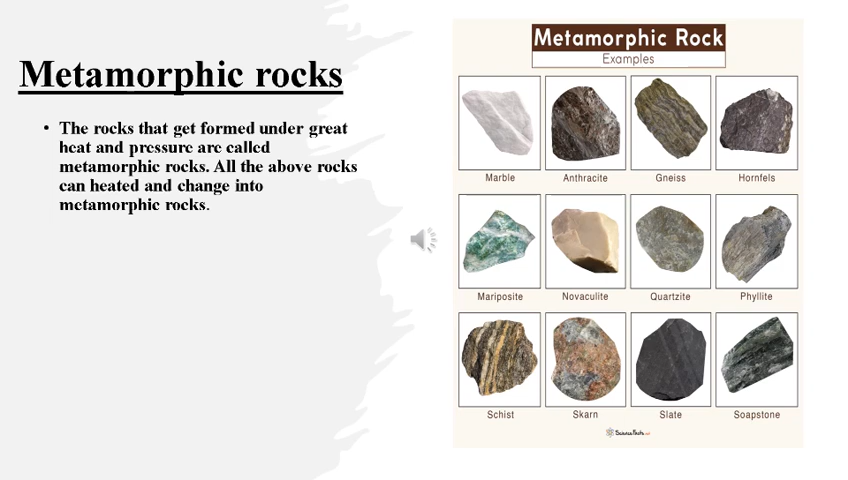 Metamorphic rocks
• The rocks that get formed under great
heat and pressure are called
metamorphic rocks. All the above rocks
can heated and change into
metamorphic rocks.
Metamorphic Rock
Examples
Marble
Anthracite
Gneiss
Hornfels
Mariposite
Novaculite
Quartzite
Phyllite
Schist
Skarn
Slate
Soapstone